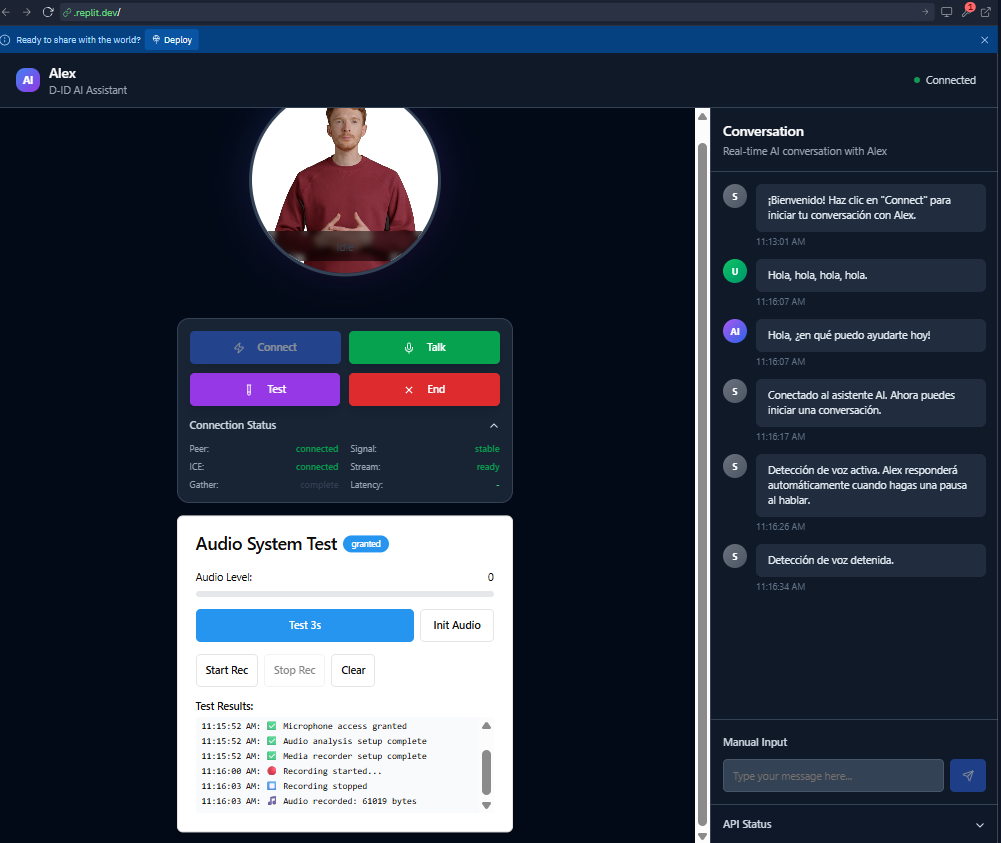 .replit.dev/
1
Ready to share with the world? Deploy
AI
Alex
D-ID AI Assistant
Connected
Idle
Connect
Talk
Test
End
Connection Status
Peer: connected Signal: stable
ICE: connected Stream: ready
Gather: complete Latency: -
Audio System Test granted
Audio Level: 0
Test 3s
Init Audio
Start Rec
Stop Rec
Clear
Test Results:
11:15:52 AM: ✅ Microphone access granted
11:15:52 AM: ✅ Audio analysis setup complete
11:15:52 AM: ✅ Media recorder setup complete
11:16:00 AM: 🔴 Recording started...
11:16:03 AM: ⏹️ Recording stopped
11:16:03 AM: 🎵 Audio recorded: 61019 bytes
Conversation
Real-time AI conversation with Alex
S
¡Bienvenido! Haz clic en "Connect" para
iniciar tu conversación con Alex.
11:13:01 AM
U
Hola, hola, hola, hola.
11:16:07 AM
AI
Hola, ¿en qué puedo ayudarte hoy!
11:16:07 AM
S
Conectado al asistente AI. Ahora puedes
iniciar una conversación.
11:16:17 AM
S
Detección de voz activa. Alex responderá
automáticamente cuando hagas una pausa
al hablar.
11:16:26 AM
S
Detección de voz detenida.
11:16:34 AM
Manual Input
Type your message here...
API Status